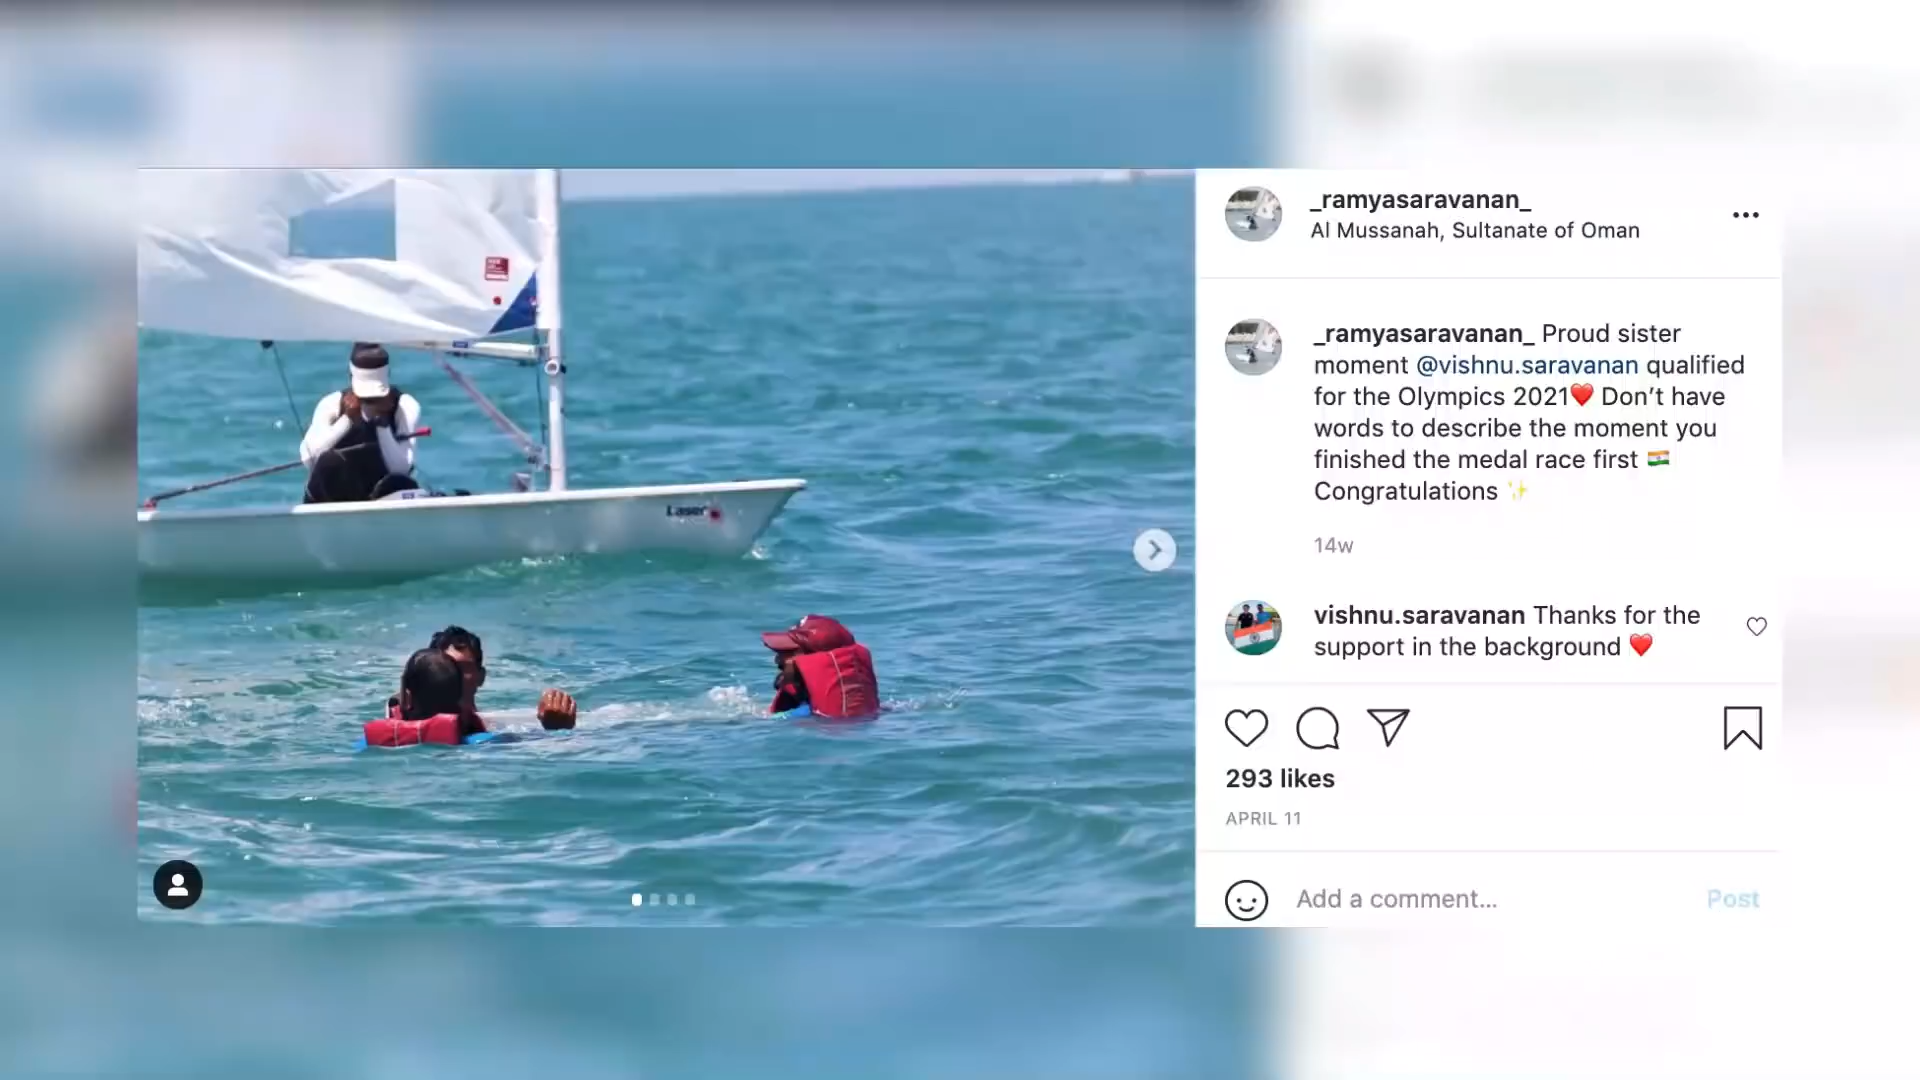 Laser
_ramyasaravanan_
Al Mussanah, Sultanate of Oman
_ramyasaravanan_ Proud sister
moment @vishnu.saravanan qualified
for the Olympics 2021❤️ Don’t have
words to describe the moment you
finished the medal race first 🇮🇳
Congratulations ✨
14w
vishnu.saravanan Thanks for the
support in the background ❤️
293 likes
APRIL 11
Add a comment...
Post